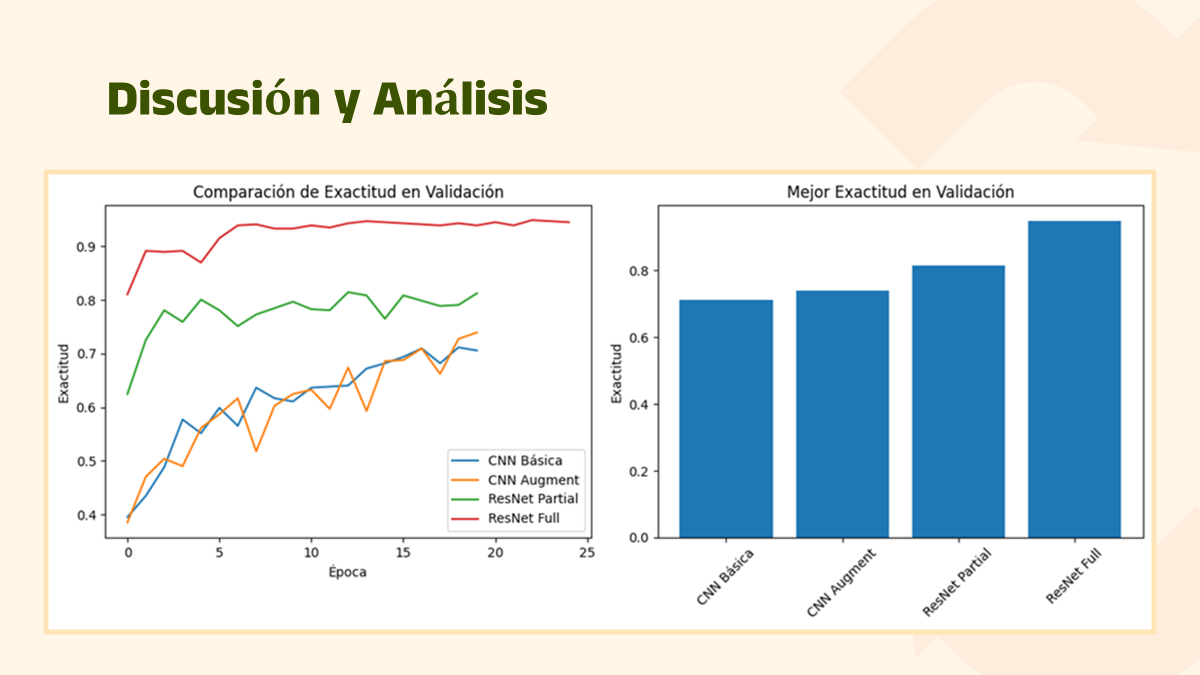 Discusión y Análisis
Comparación de Exactitud en Validación
Exactitud
0.9
0.8
0.7
0.6
0.5
0.4
0 5 10 15 20 25
Época
CNN Básica
CNN Augment
ResNet Partial
ResNet Full
Mejor Exactitud en Validación
Exactitud
0.8
0.6
0.4
0.2
0.0
CNN Básica
CNN Augment
ResNet Partial
ResNet Full